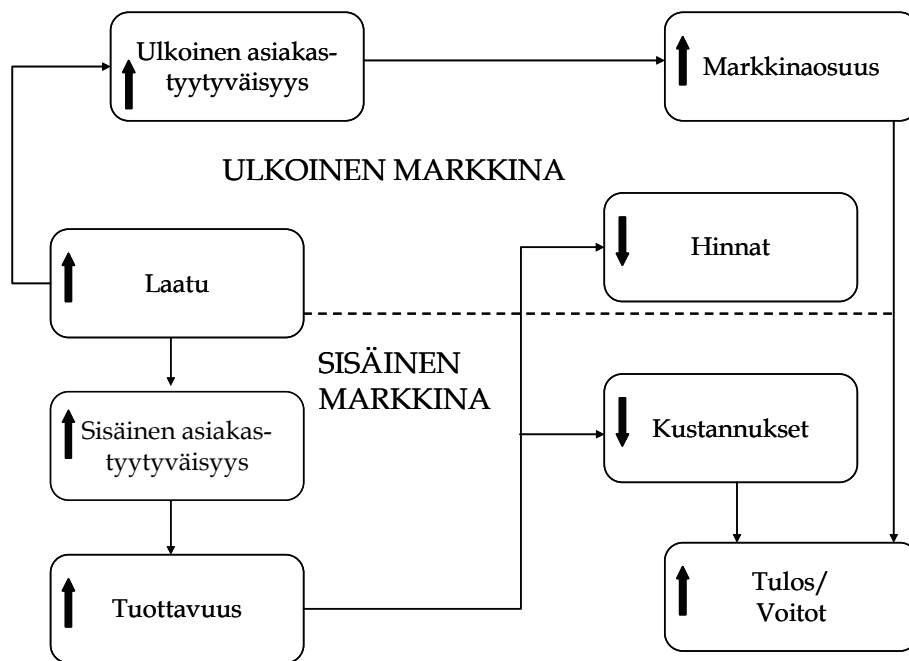 Ulkoinen asiakas-
tyytyväisyys
Markkinaosuus
ULKOINEN MARKKINA
Hinnat
Laatu
SISÄINEN
MARKKINA
Sisäinen asiakas-
tyytyväisyys
Kustannukset
Tuottavuus
Tulos/
Voitot